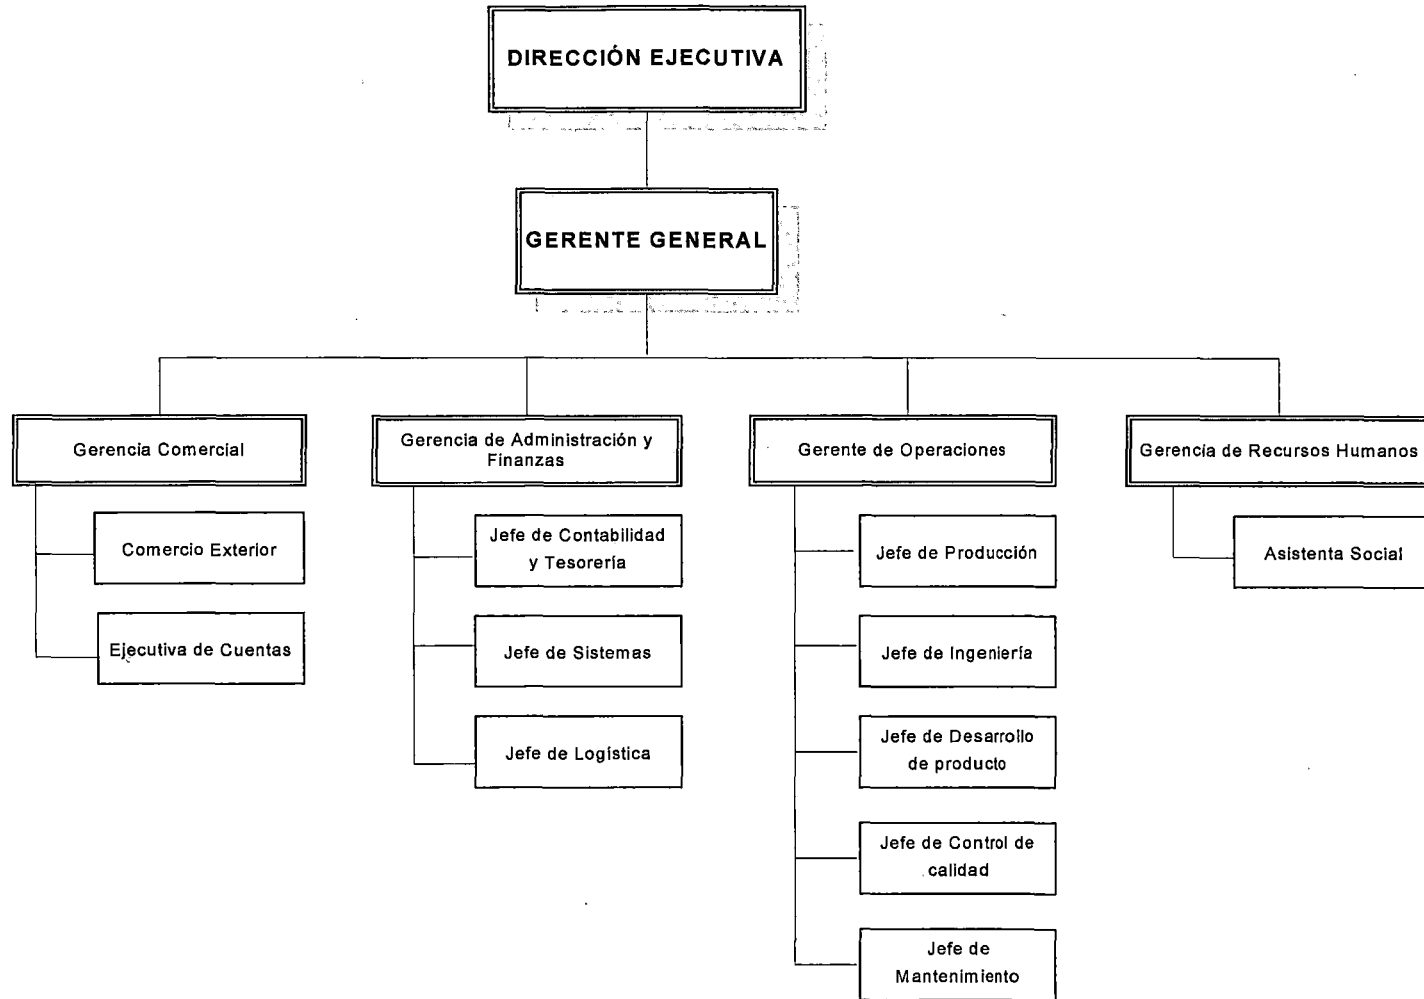 DIRECCIÓN EJECUTIVA
GERENTE GENERAL
Gerencia Comercial
Comercio Exterior
Ejecutiva de Cuentas
Gerencia de Administración y
Finanzas
Jefe de Contabilidad
y Tesorería
Jefe de Sistemas
Jefe de Logística
Gerente de Operaciones
Jefe de Producción
Jefe de Ingeniería
Jefe de Desarrollo
de producto
Jefe de Control de
calidad
Jefe de
Mantenimiento
Gerencia de Recursos Humanos
Asistenta Social